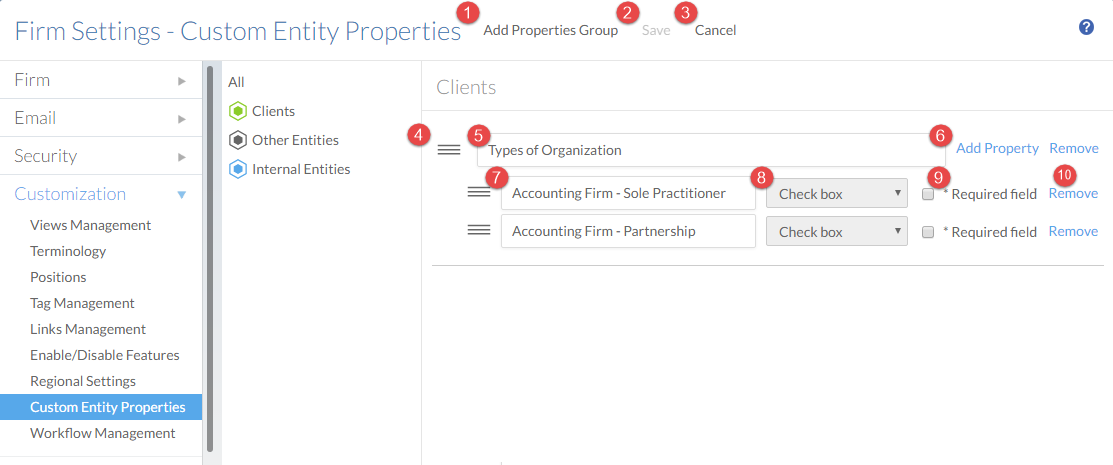 1 2 3
Firm Settings - Custom Entity Properties Add Properties Group Save Cancel ?
Firm
Email
Security
Customization
Views Management
Terminology
Positions
Tag Management
Links Management
Enable/Disable Features
Regional Settings
Custom Entity Properties
Workflow Management
All
Clients
Other Entities
Internal Entities
Clients
4 5 6
Types of Organization Add Property Remove
7 8 9 10
Accounting Firm - Sole Practitioner Check box * Required field Remove
Accounting Firm - Partnership Check box * Required field Remove